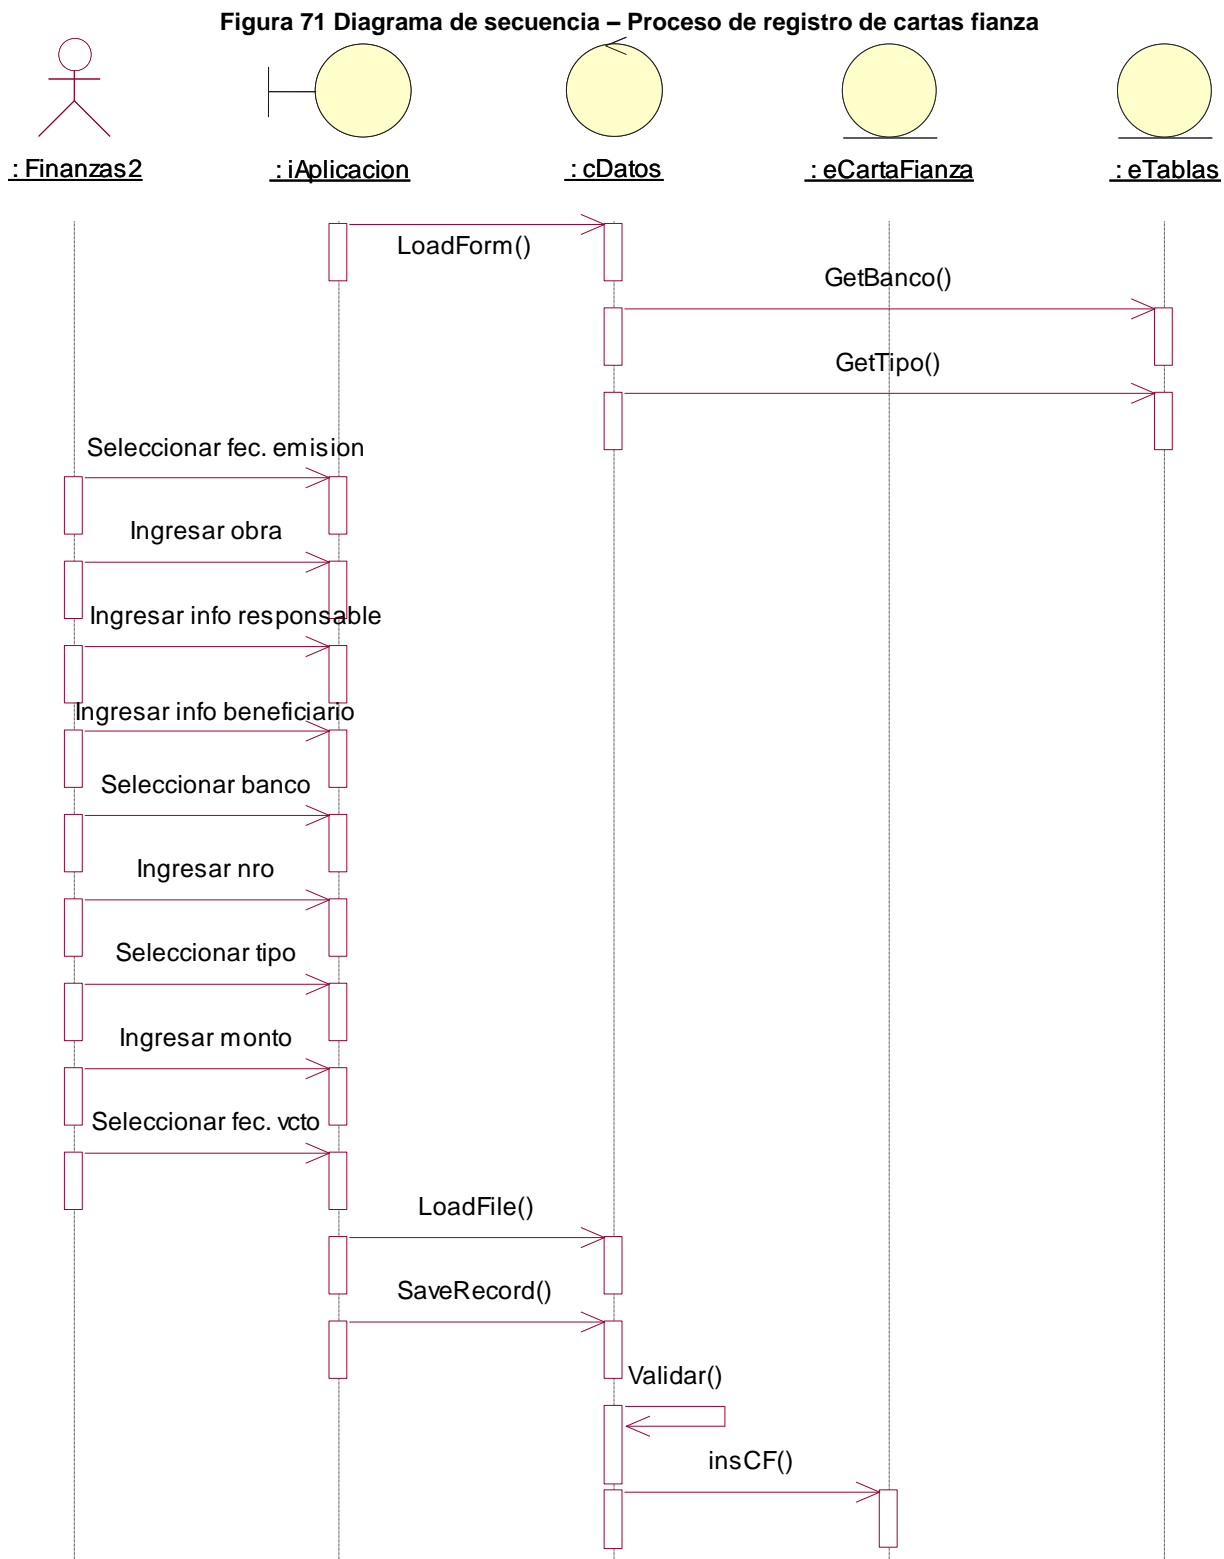 Figura 71 Diagrama de secuencia – Proceso de registro de cartas fianza
: Finanzas2
: iAplicacion
: cDatos
: eCartaFianza
: eTablas
LoadForm()
GetBanco()
GetTipo()
Seleccionar fec. emision
Ingresar obra
Ingresar info responsable
Ingresar info beneficiario
Seleccionar banco
Ingresar nro
Seleccionar tipo
Ingresar monto
Seleccionar fec. vcto
LoadFile()
SaveRecord()
Validar()
insCF()